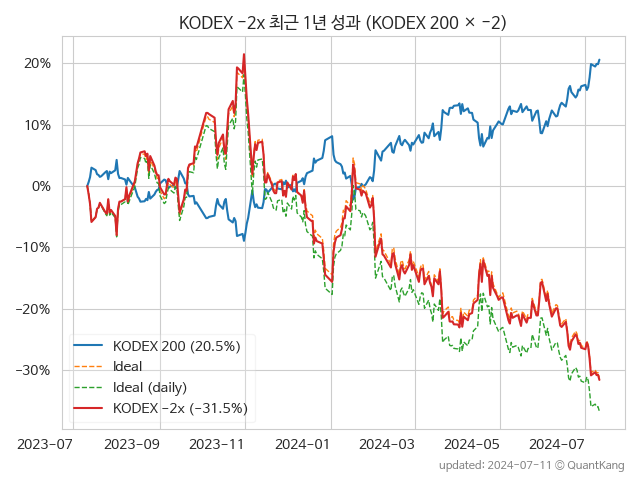 KODEX -2x 최근 1년 성과 (KODEX 200 × -2)
20%
10%
0%
-10%
-20%
-30%
KODEX 200 (20.5%)
Ideal
Ideal (daily)
KODEX -2x (-31.5%)
2023-07 2023-09 2023-11 2024-01 2024-03 2024-05 2024-07
updated: 2024-07-11 © QuantKang